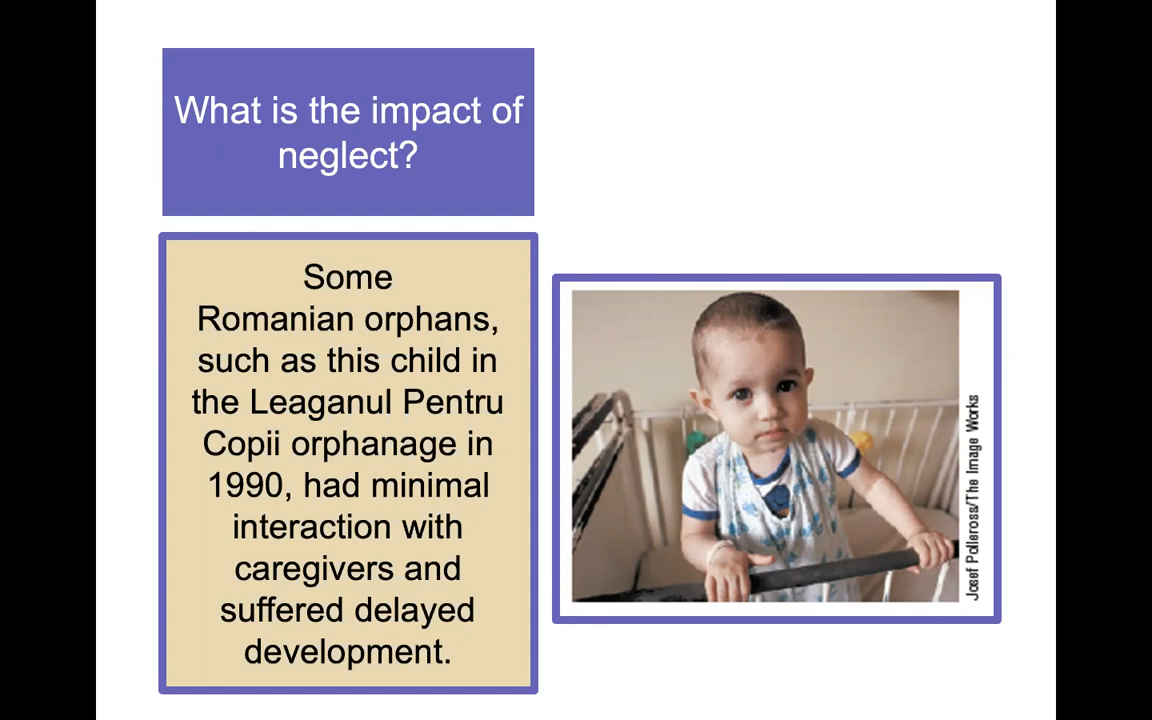 What is the impact of
neglect?
Some
Romanian orphans,
such as this child in
the Leaganul Pentru
Copii orphanage in
1990, had minimal
interaction with
caregivers and
suffered delayed
development.
Josef Polleross/The Image Works